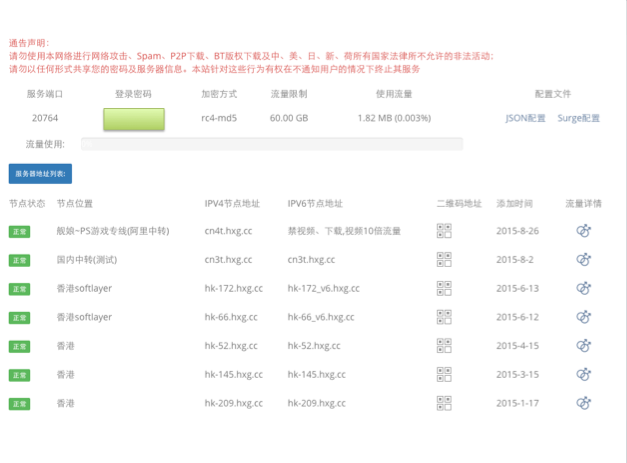 通告声明:
请勿使用本网络进行网络攻击、Spam、P2P下载、BT版权下载及中、美、日、新、荷所有国家法律所不允许的非法活动;
请勿以任何形式共享您的密码及服务器信息。本站针对这些行为有权在不通知用户的情况下终止其服务
服务端口 登录密码 加密方式 流量限制 使用流量 配置文件
20764 rc4-md5 60.00 GB 1.82 MB (0.003%) JSON配置 Surge配置
流量使用:
服务器地址列表:
节点状态 节点位置 IPV4节点地址 IPV6节点地址 二维码地址 添加时间 流量详情
正常 舰娘~PS游戏专线(阿里中转) cn4t.hxg.cc 禁视频、下载,视频10倍流量 2015-8-26
正常 国内中转(测试) cn3t.hxg.cc cn3t.hxg.cc 2015-8-2
正常 香港softlayer hk-172.hxg.cc hk-172_v6.hxg.cc 2015-6-13
正常 香港softlayer hk-66.hxg.cc hk-66_v6.hxg.cc 2015-6-12
正常 香港 hk-52.hxg.cc hk-52.hxg.cc 2015-4-15
正常 香港 hk-145.hxg.cc hk-145.hxg.cc 2015-3-15
正常 香港 hk-209.hxg.cc hk-209.hxg.cc 2015-1-17